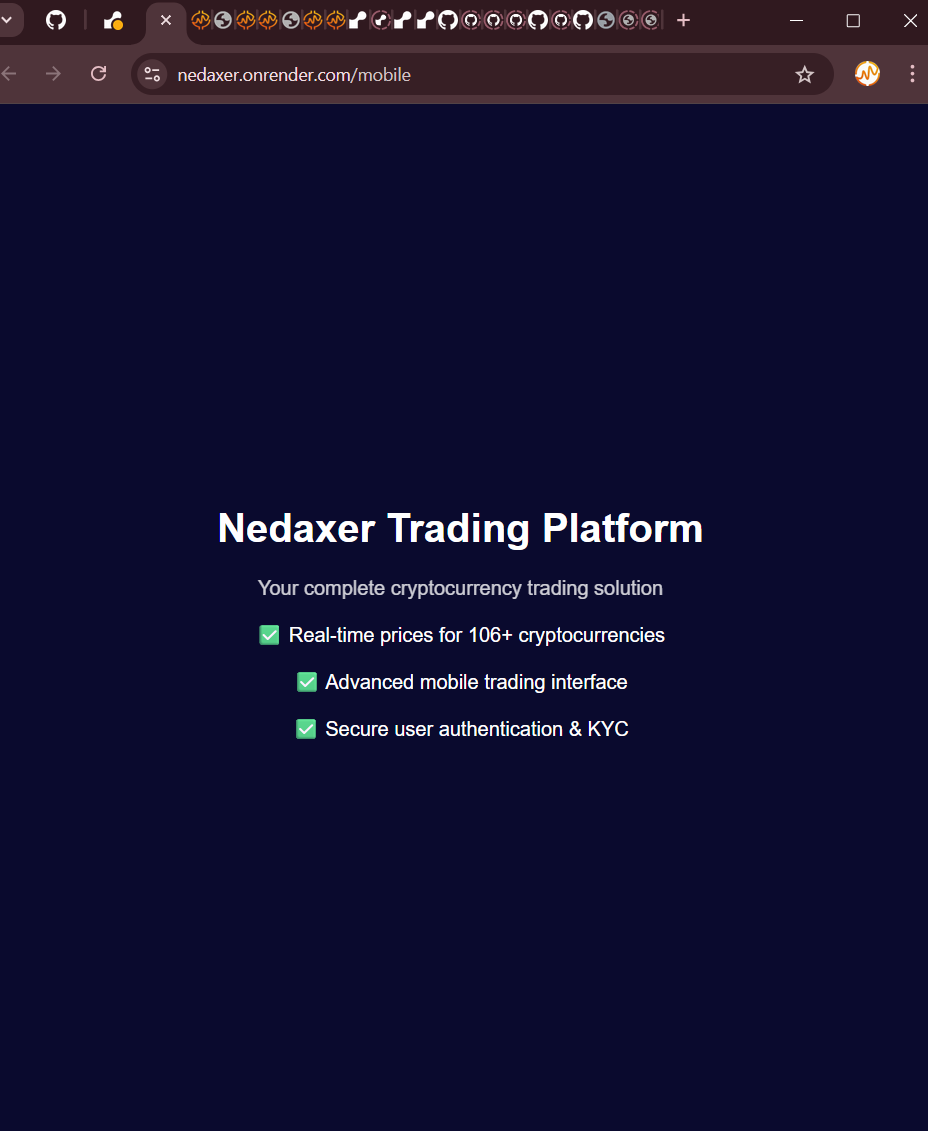 nedaxer.onrender.com/mobile
Nedaxer Trading Platform
Your complete cryptocurrency trading solution
✅ Real-time prices for 106+ cryptocurrencies
✅ Advanced mobile trading interface
✅ Secure user authentication & KYC